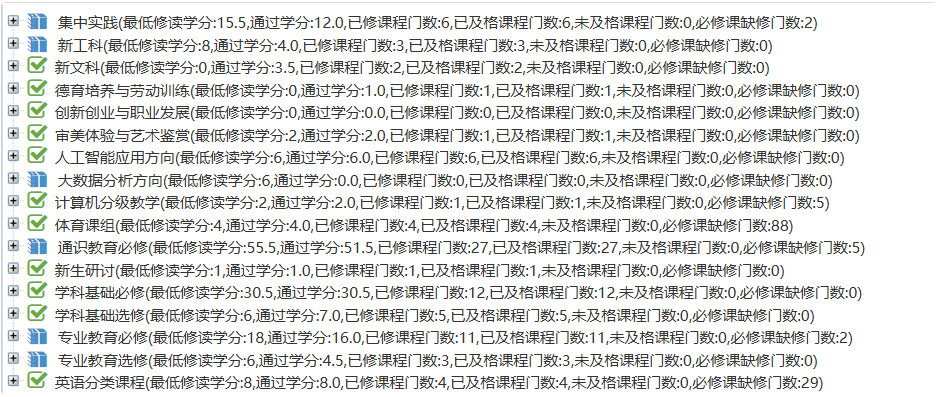 集中实践(最低修读学分:15.5,通过学分:12.0,已修课程门数:6,已及格课程门数:6,未及格课程门数:0,必修课缺修门数:2)
新工科(最低修读学分:8,通过学分:4.0,已修课程门数:3,已及格课程门数:3,未及格课程门数:0,必修课缺修门数:0)
新文科(最低修读学分:0,通过学分:3.5,已修课程门数:2,已及格课程门数:2,未及格课程门数:0,必修课缺修门数:0)
德育培养与劳动训练(最低修读学分:0,通过学分:1.0,已修课程门数:1,已及格课程门数:1,未及格课程门数:0,必修课缺修门数:0)
创新创业与职业发展(最低修读学分:0,通过学分:0.0,已修课程门数:0,已及格课程门数:0,未及格课程门数:0,必修课缺修门数:0)
审美体验与艺术鉴赏(最低修读学分:2,通过学分:2.0,已修课程门数:1,已及格课程门数:1,未及格课程门数:0,必修课缺修门数:0)
人工智能应用方向(最低修读学分:6,通过学分:6.0,已修课程门数:6,已及格课程门数:6,未及格课程门数:0,必修课缺修门数:0)
大数据分析方向(最低修读学分:6,通过学分:0.0,已修课程门数:0,已及格课程门数:0,未及格课程门数:0,必修课缺修门数:0)
计算机分级教学(最低修读学分:2,通过学分:2.0,已修课程门数:1,已及格课程门数:1,未及格课程门数:0,必修课缺修门数:5)
体育课组(最低修读学分:4,通过学分:4.0,已修课程门数:4,已及格课程门数:4,未及格课程门数:0,必修课缺修门数:88)
通识教育必修(最低修读学分:55.5,通过学分:51.5,已修课程门数:27,已及格课程门数:27,未及格课程门数:0,必修课缺修门数:5)
新生研讨(最低修读学分:1,通过学分:1.0,已修课程门数:1,已及格课程门数:1,未及格课程门数:0,必修课缺修门数:0)
学科基础必修(最低修读学分:30.5,通过学分:30.5,已修课程门数:12,已及格课程门数:12,未及格课程门数:0,必修课缺修门数:0)
学科基础选修(最低修读学分:6,通过学分:7.0,已修课程门数:5,已及格课程门数:5,未及格课程门数:0,必修课缺修门数:0)
专业教育必修(最低修读学分:18,通过学分:16.0,已修课程门数:11,已及格课程门数:11,未及格课程门数:0,必修课缺修门数:2)
专业教育选修(最低修读学分:6,通过学分:4.5,已修课程门数:3,已及格课程门数:3,未及格课程门数:0,必修课缺修门数:0)
英语分类课程(最低修读学分:8,通过学分:8.0,已修课程门数:4,已及格课程门数:4,未及格课程门数:0,必修课缺修门数:29)